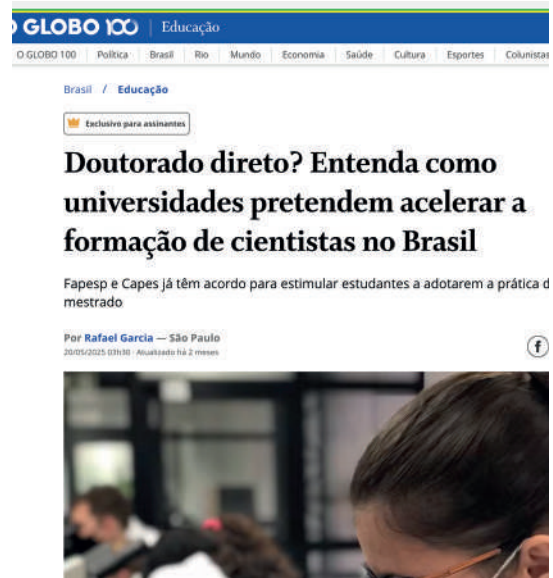 O GLOBO 100 | Educação
O GLOBO 100 Política Brasil Rio Mundo Economia Saúde Cultura Esportes Colunistas
Brasil / Educação
Exclusivo para assinantes
Doutorado direto? Entenda como
universidades pretendem acelerar a
formação de cientistas no Brasil
Fapesp e Capes já têm acordo para estimular estudantes a adotarem a prática d
mestrado
Por Rafael Garcia — São Paulo
20/05/2025 03h30 · Atualizado há 2 meses